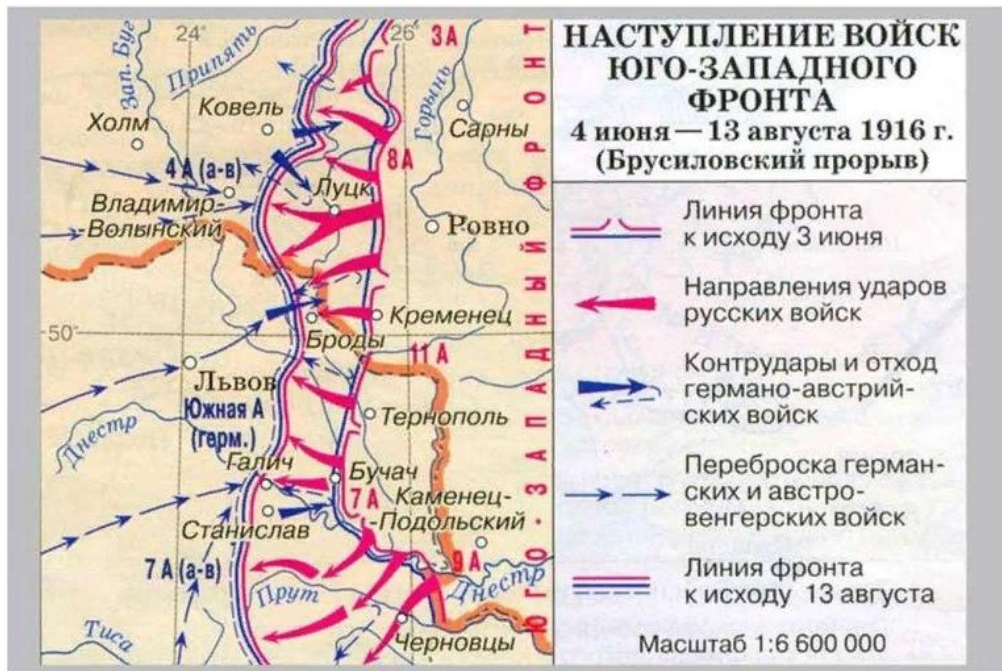 24°
26°
3А
Зап. Буг
Припять
Горынь
Ковель
Холм
Сарны
8А
4 А (а-в)
Луцк
Владимир-
-Волынский
Ровно
50°
Кременец
Броды
11 А
Львов
Южная А
(герм.)
Тернополь
Днестр
Галич
Бучач
7 А
Каменец-
-Подольский
Станислав
9 А
7 А (а-в)
Днестр
Прут
Тиса
Черновцы
ЮГО-ЗАПАДНЫЙ ФРОНТ
НАСТУПЛЕНИЕ ВОЙСК
ЮГО-ЗАПАДНОГО
ФРОНТА
4 июня — 13 августа 1916 г.
(Брусиловский прорыв)
Линия фронта
к исходу 3 июня
Направления ударов
русских войск
Контрудары и отход
германо-австрий-
ских войск
Переброска герман-
ских и австро-
венгерских войск
Линия фронта
к исходу 13 августа
Масштаб 1:6 600 000